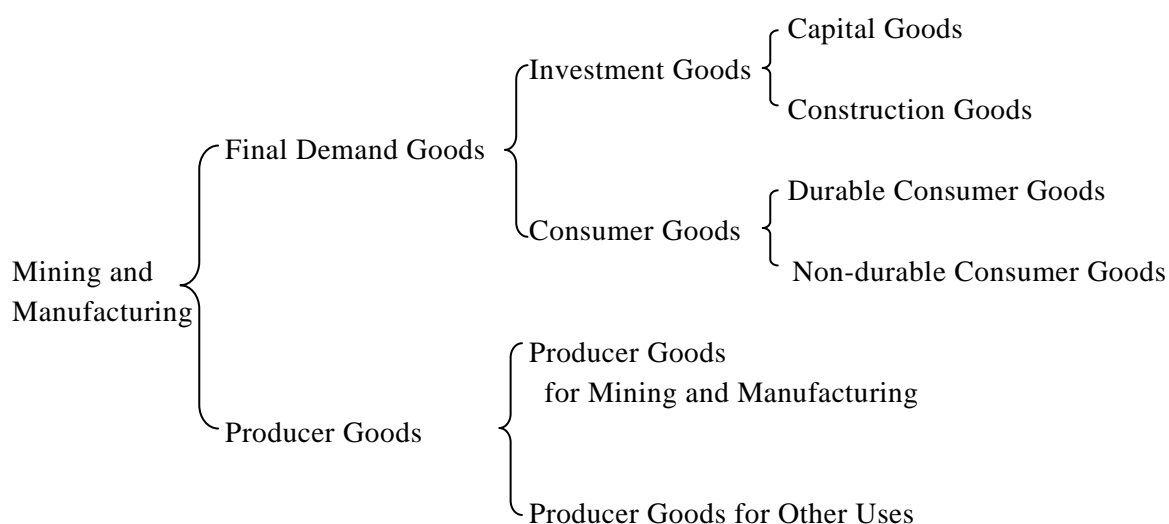 Capital Goods
Investment Goods
Construction Goods
Final Demand Goods
Durable Consumer Goods
Consumer Goods
Non-durable Consumer Goods
Mining and
Manufacturing
Producer Goods
for Mining and Manufacturing
Producer Goods
Producer Goods for Other Uses